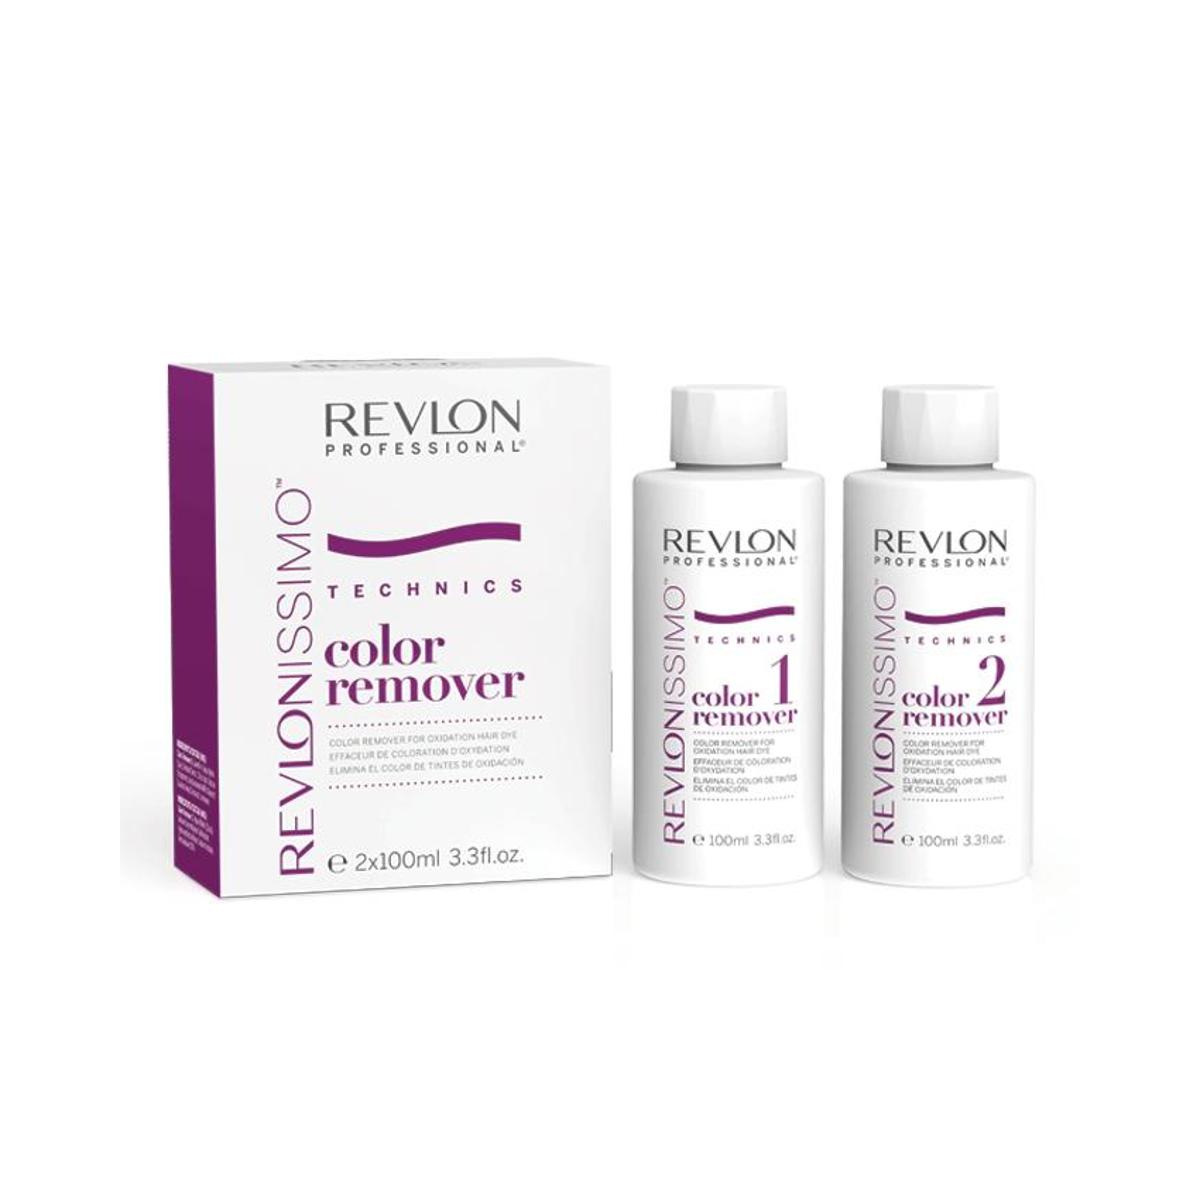 REVLON
PROFESSIONAL®
REVLONISSIMO™
TECHNICS
color
remover
COLOR REMOVER FOR OXIDATION HAIR DYE
EFFACEUR DE COLORATION D'OXYDATION
ELIMINA EL COLOR DE TINTES DE OXIDACIÓN
℮ 2x100ml 3.3fl.oz.
REVLON
PROFESSIONAL®
REVLONISSIMO™
TECHNICS
color 1
remover
COLOR REMOVER FOR
OXIDATION HAIR DYE
EFFACEUR DE COLORATION
D'OXYDATION
ELIMINA EL COLOR DE TINTES
DE OXIDACIÓN
℮ 100ml 3.3fl.oz.
REVLON
PROFESSIONAL®
REVLONISSIMO™
TECHNICS
color 2
remover
COLOR REMOVER FOR
OXIDATION HAIR DYE
EFFACEUR DE COLORATION
D'OXYDATION
ELIMINA EL COLOR DE TINTES
DE OXIDACIÓN
℮ 100ml 3.3fl.oz.